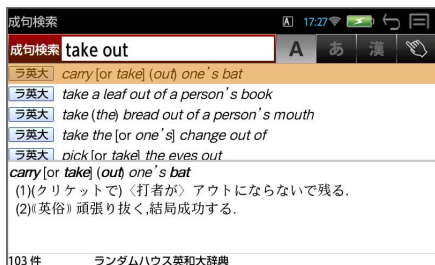 成句検索 A 17:27
成句検索 take out A あ 漢
ラ英大 carry [or take] (out) one's bat
ラ英大 take a leaf out of a person's book
ラ英大 take (the) bread out of a person's mouth
ラ英大 take the [or one's] change out of
ラ英大 pick [or take] the eyes out
carry [or take] (out) one's bat
(1)(クリケットで)〈打者が〉アウトにならないで残る.
(2)《英俗》頑張り抜く,結局成功する.
103 件 ランダムハウス英和大辞典